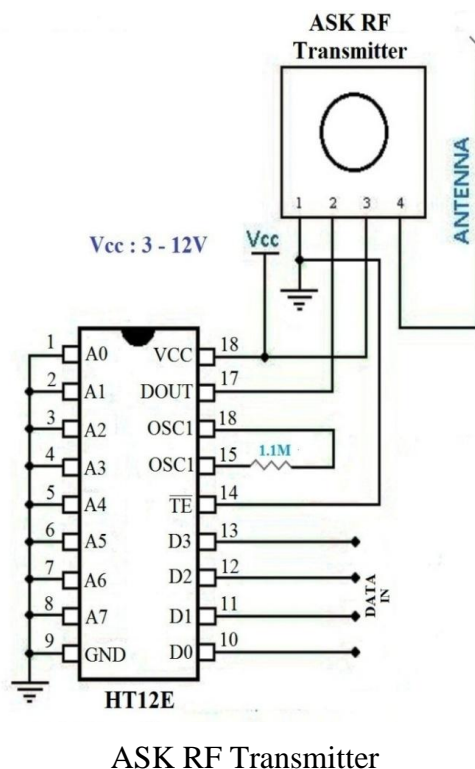 ASK RF
Transmitter
1 2 3 4
ANTENNA
Vcc : 3 - 12V
Vcc
1 A0 VCC 18
2 A1 DOUT 17
3 A2 OSC1 18
4 A3 OSC1 15
1.1M
5 A4 TE 14
6 A5 D3 13
7 A6 D2 12
8 A7 D1 11
9 GND D0 10
DATA
IN
HT12E
ASK RF Transmitter